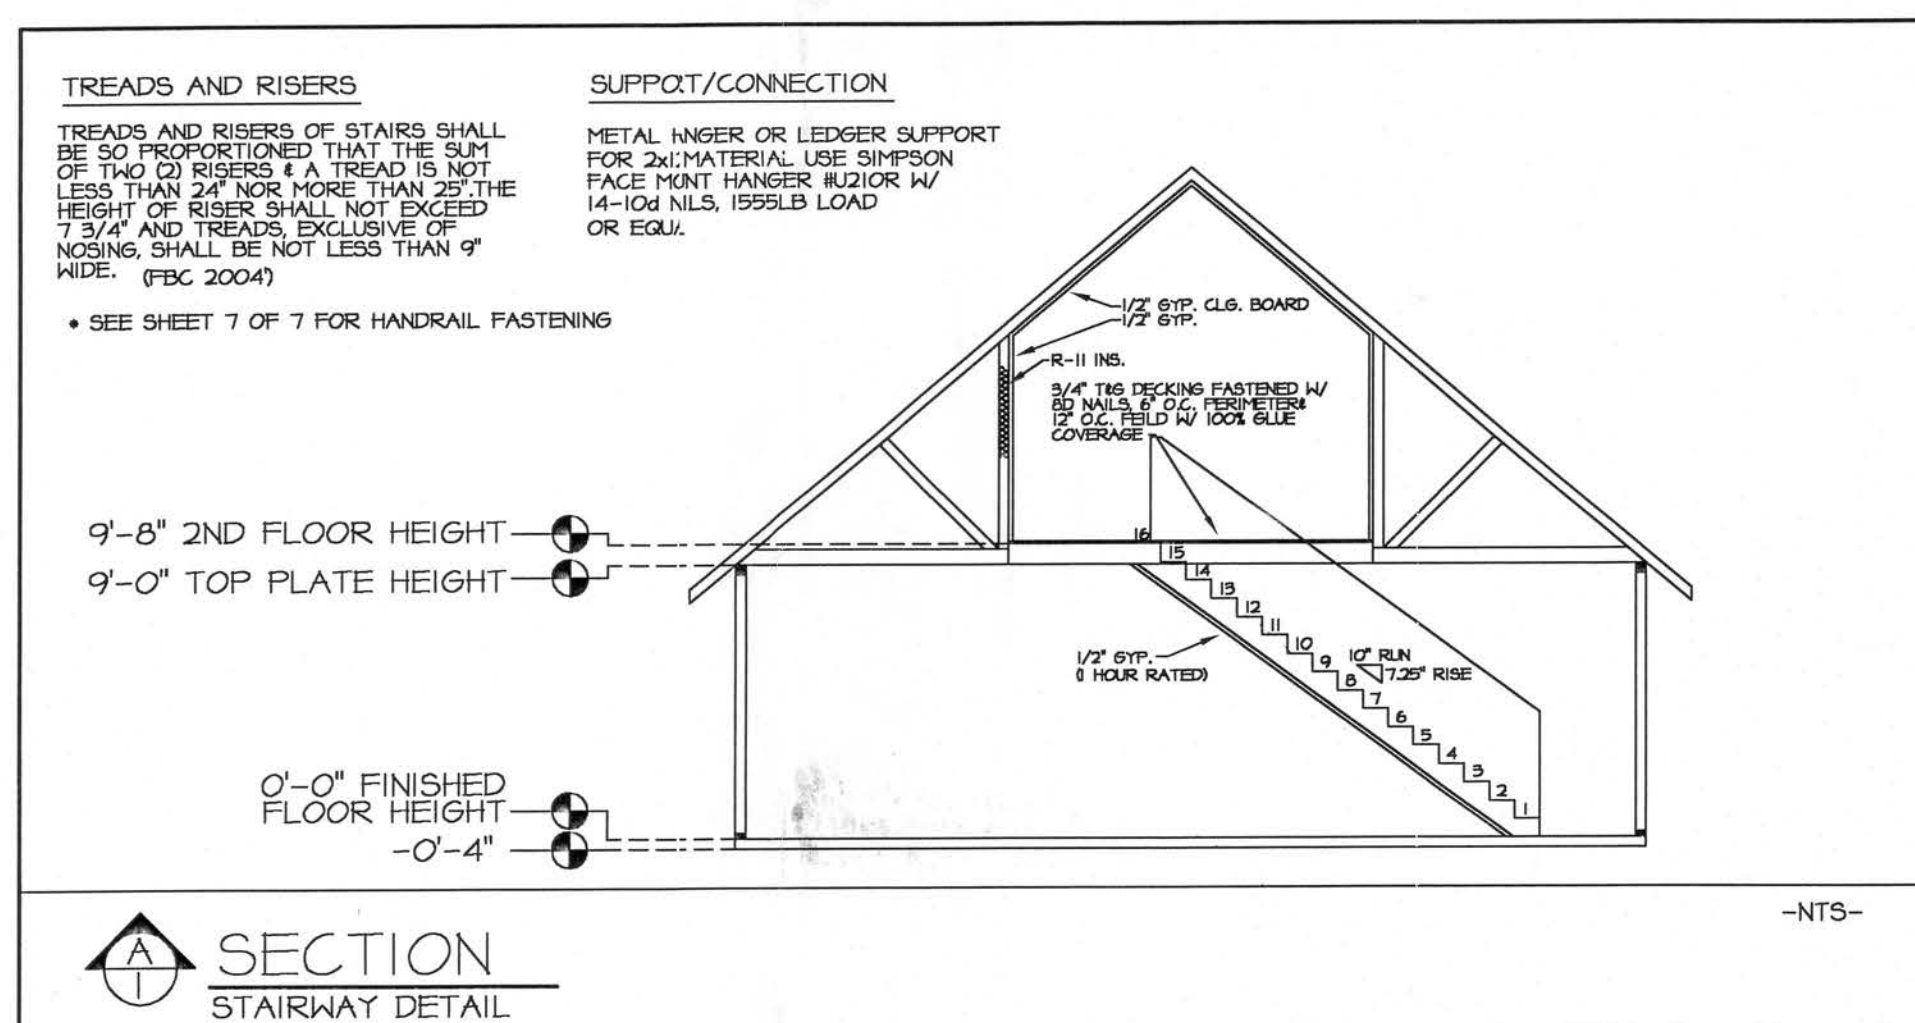 TREADS AND RISERS
TREADS AND RISERS OF STAIRS SHALL
BE SO PROPORTIONED THAT THE SUM
OF TWO (2) RISERS & A TREAD IS NOT
LESS THAN 24" NOR MORE THAN 25".THE
HEIGHT OF RISER SHALL NOT EXCEED
7 3/4" AND TREADS, EXCLUSIVE OF
NOSING, SHALL BE NOT LESS THAN 9"
WIDE. (FBC 2004')
• SEE SHEET 7 OF 7 FOR HANDRAIL FASTENING
SUPPORT/CONNECTION
METAL OR LEDGER SUPPORT
FOR MATERIAL USE SIMPSON
FACE HANGER #U210R W/
14-10d 1555LB LOAD
OR
1/2" GYP. CLG. BOARD
1/2" GYP.
R-11 INS.
3/4" T&G DECKING FASTENED W/
8D NAILS, 6" O.C. PERIMETER&
12" O.C. FEILD W/ 100% GLUE
COVERAGE
9'-8" 2ND FLOOR HEIGHT
9'-0" TOP PLATE HEIGHT
16
15
14
13
12
11
10
9
8
7
6
5
4
3
2
1
10" RUN
7.25" RISE
1/2" GYP.
(1 HOUR RATED)
0'-0" FINISHED
FLOOR HEIGHT
-0'-4"
-NTS-
A
1
SECTION
STAIRWAY DETAIL